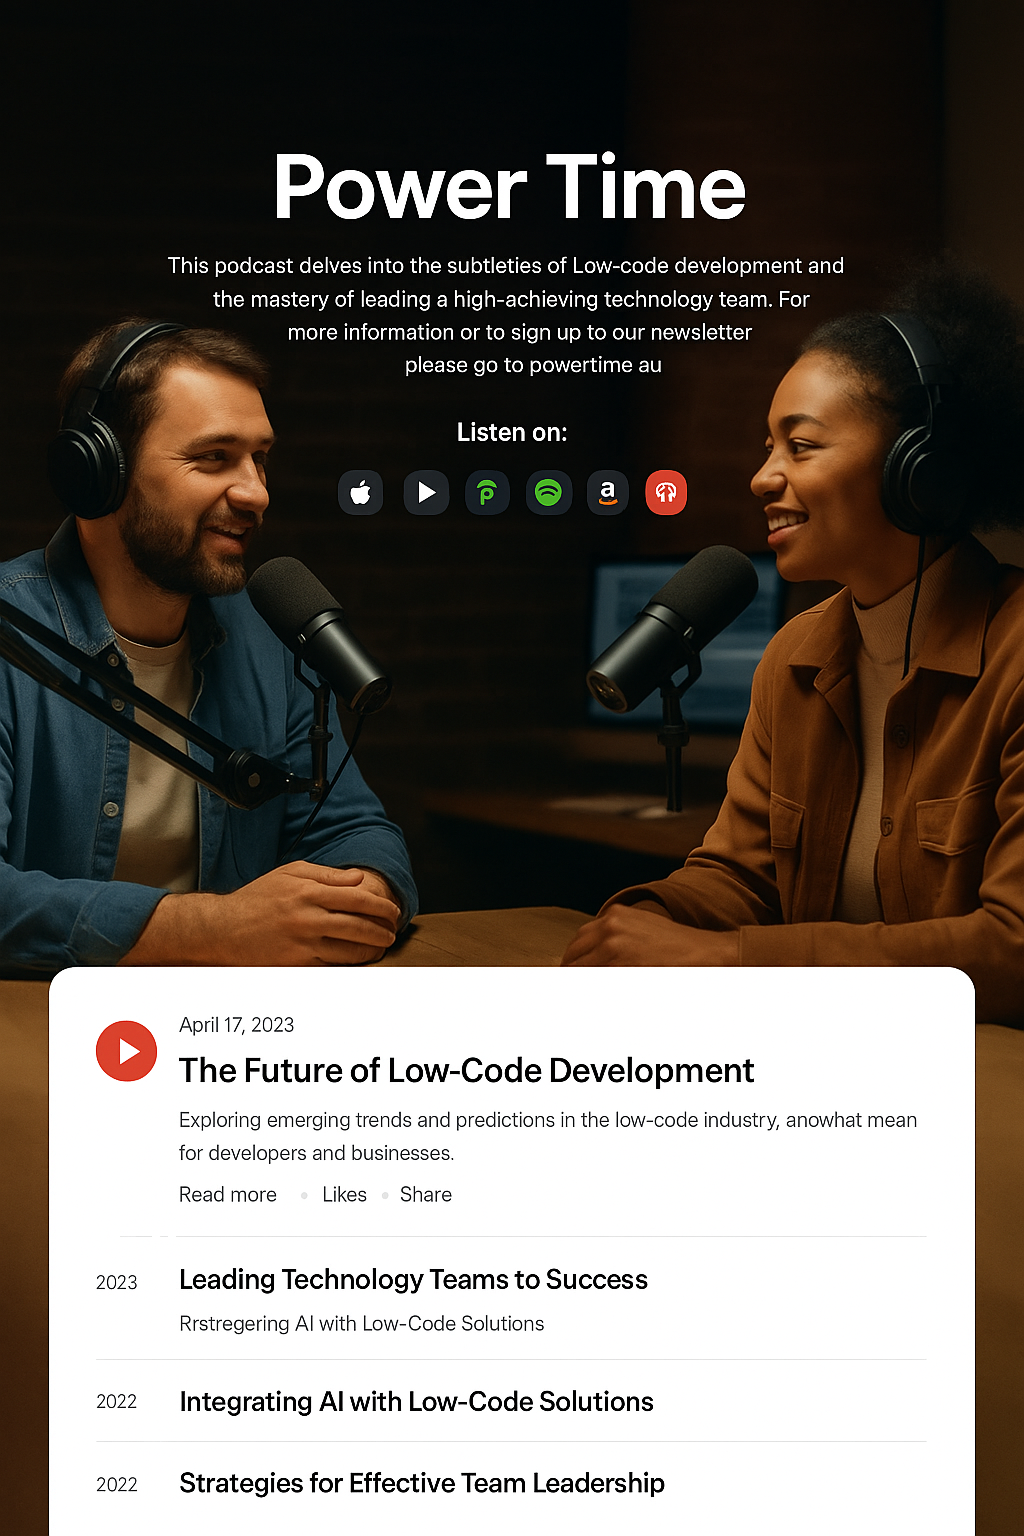 Power Time
This podcast delves into the subtleties of Low-code development and
the mastery of leading a high-achieving technology team. For
more information or to sign up to our newsletter
please go to powertime au
Listen on:
April 17, 2023
The Future of Low-Code Development
Exploring emerging trends and predictions in the low-code industry, anowhat mean
for developers and businesses.
Read more • Likes • Share
2023 Leading Technology Teams to Success
Rrstregering AI with Low-Code Solutions
2022 Integrating AI with Low-Code Solutions
2022 Strategies for Effective Team Leadership